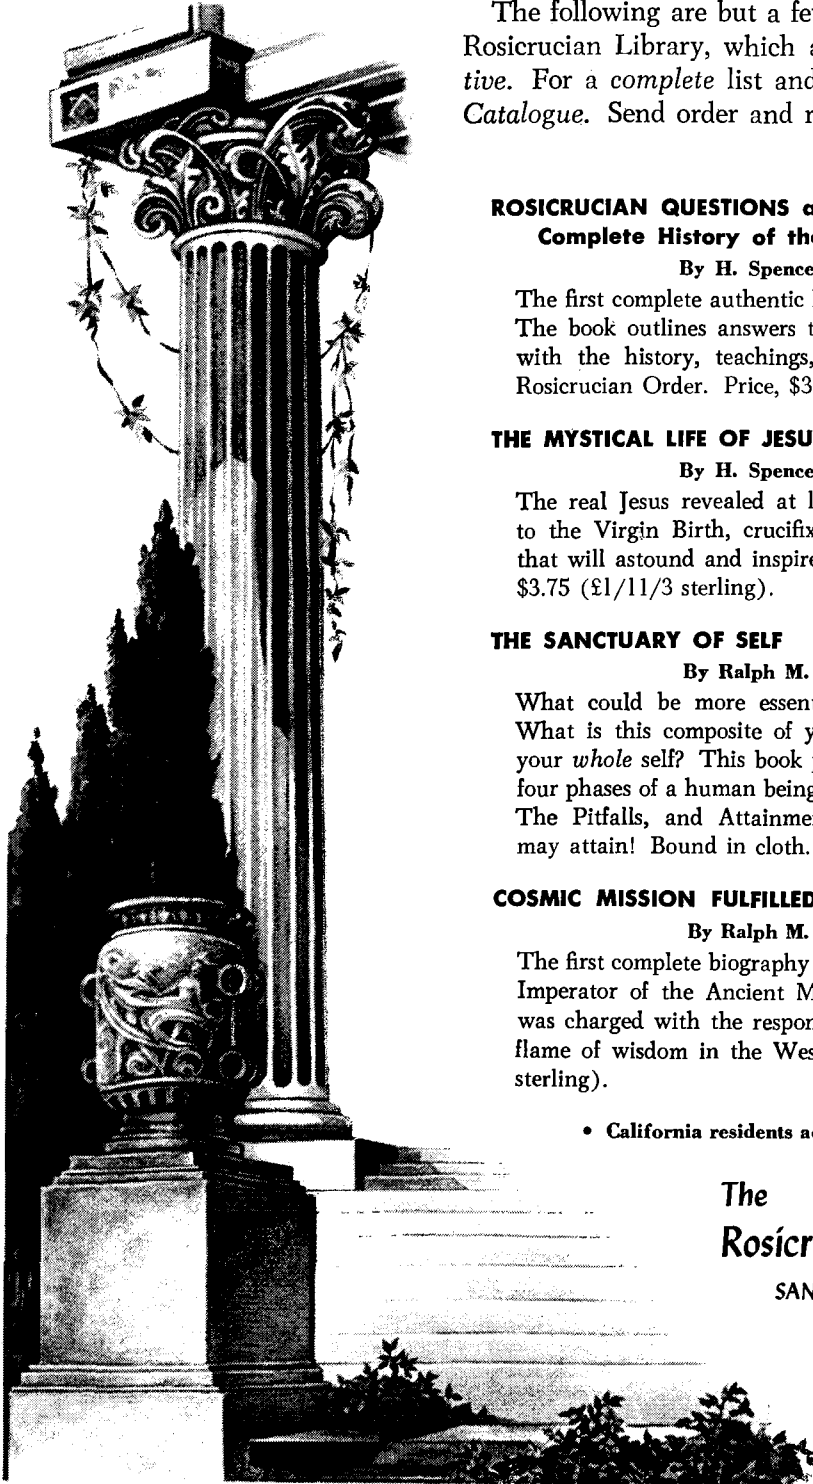 The following are but a few
Rosicrucian Library, which a
tive. For a complete list and
Catalogue. Send order and r
ROSICRUCIAN QUESTIONS a
Complete History of the
By H. Spence
The first complete authentic
The book outlines answers t
with the history, teachings,
Rosicrucian Order. Price, $3
THE MYSTICAL LIFE OF JESU
By H. Spence
The real Jesus revealed at l
to the Virgin Birth, crucifix
that will astound and inspire
$3.75 (£1/11/3 sterling).
THE SANCTUARY OF SELF
By Ralph M.
What could be more essent
What is this composite of y
your whole self? This book
four phases of a human being
The Pitfalls, and Attainme
may attain! Bound in cloth.
COSMIC MISSION FULFILLED
By Ralph M.
The first complete biography
Imperator of the Ancient M
was charged with the respon
flame of wisdom in the Wes
sterling).
• California residents a
The
Rosicr
SAN